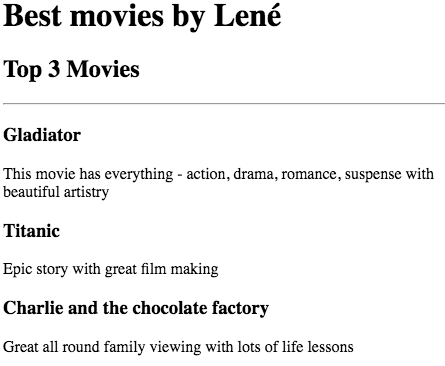 Best movies by Lené
Top 3 Movies
Gladiator
This movie has everything - action, drama, romance, suspense with
beautiful artistry
Titanic
Epic story with great film making
Charlie and the chocolate factory
Great all round family viewing with lots of life lessons